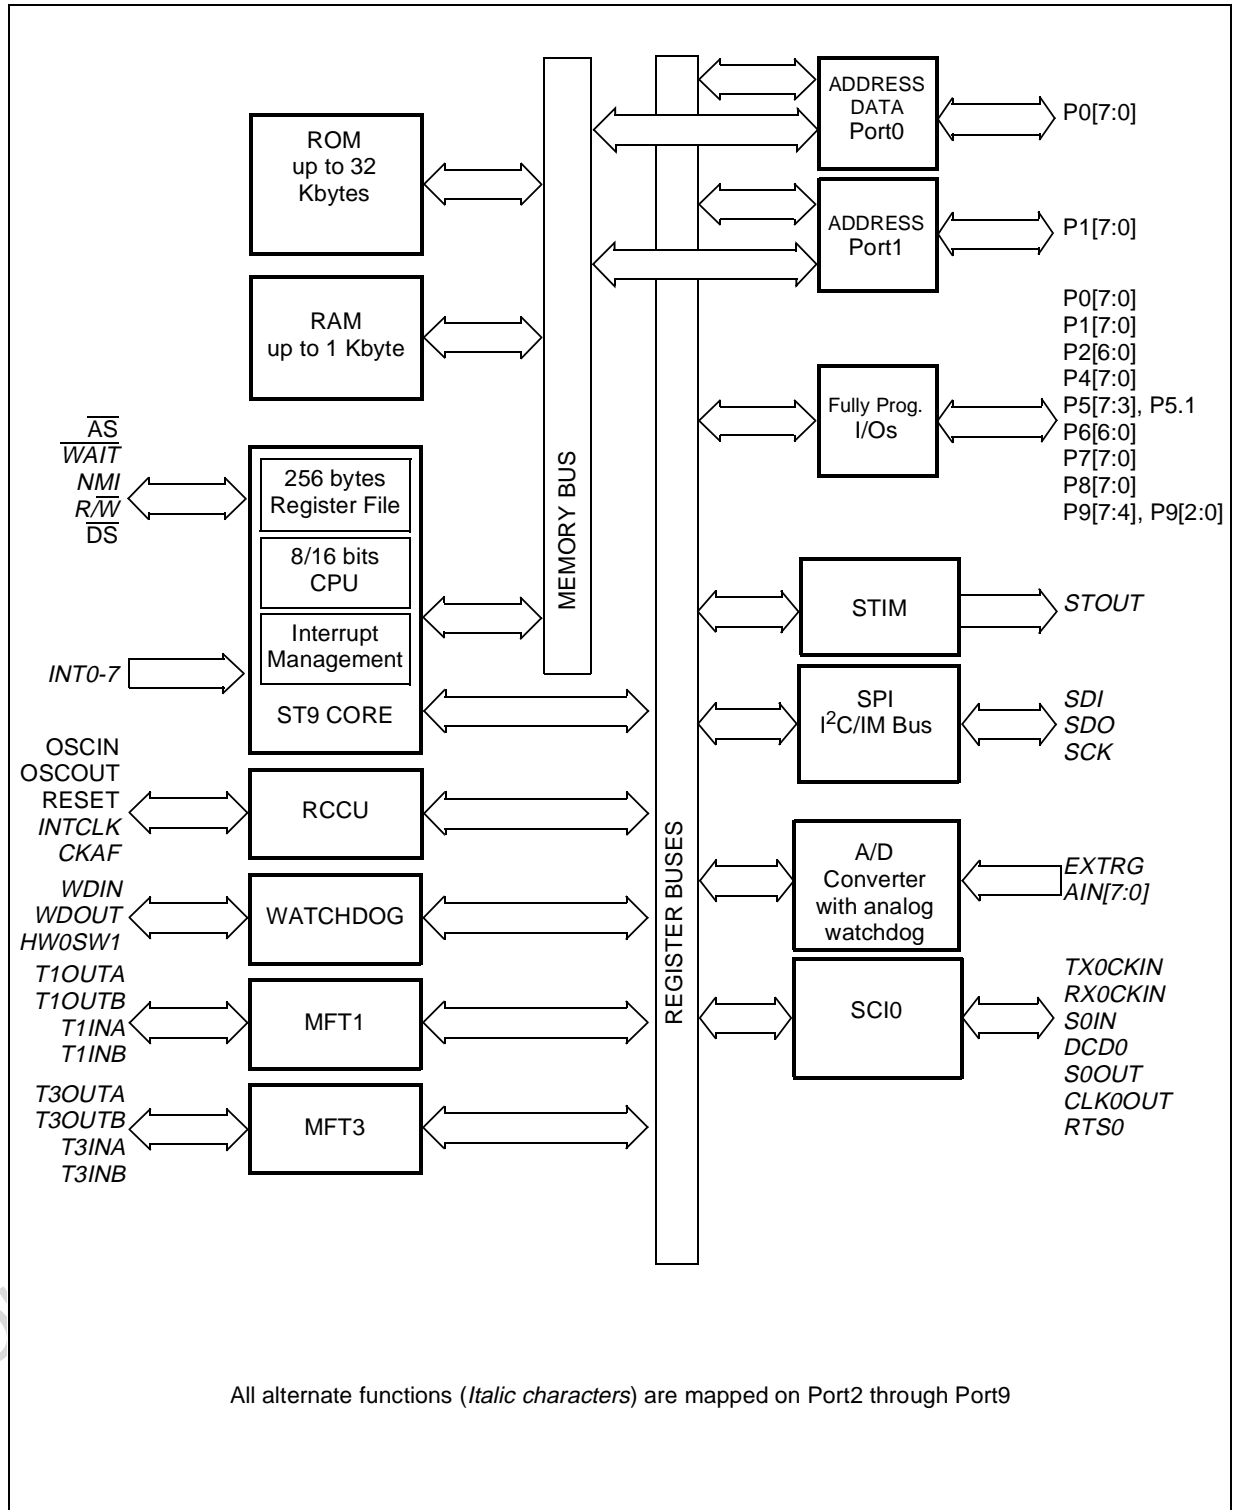 ROM
up to 32
Kbytes
RAM
up to 1 Kbyte
AS
WAIT
NMI
R/W
DS
256 bytes
Register File
8/16 bits
CPU
Interrupt
Management
ST9 CORE
INT0-7
OSCIN
OSCOUT
RESET
INTCLK
CKAF
RCCU
WDIN
WDOUT
HW0SW1
WATCHDOG
T1OUTA
T1OUTB
T1INA
T1INB
MFT1
T3OUTA
T3OUTB
T3INA
T3INB
MFT3
MEMORY BUS
REGISTER BUSES
ADDRESS
DATA
Port0
P0[7:0]
ADDRESS
Port1
P1[7:0]
Fully Prog.
I/Os
P0[7:0]
P1[7:0]
P2[6:0]
P4[7:0]
P5[7:3], P5.1
P6[6:0]
P7[7:0]
P8[7:0]
P9[7:4], P9[2:0]
STIM
STOUT
SPI
I²C/IM Bus
SDI
SDO
SCK
A/D
Converter
with analog
watchdog
EXTRG
AIN[7:0]
SCI0
TX0CKIN
RX0CKIN
S0IN
DCD0
S0OUT
CLK0OUT
RTS0
All alternate functions (Italic characters) are mapped on Port2 through Port9